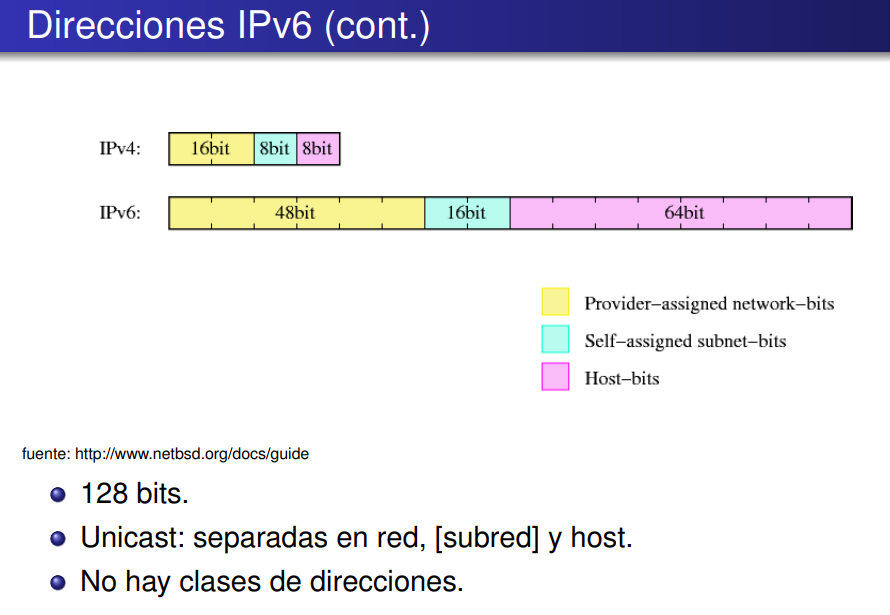 Direcciones IPv6 (cont.)
IPv4: 16bit 8bit 8bit
IPv6: 48bit 16bit 64bit
Provider–assigned network–bits
Self–assigned subnet–bits
Host–bits
fuente: http://www.netbsd.org/docs/guide
128 bits.
Unicast: separadas en red, [subred] y host.
No hay clases de direcciones.